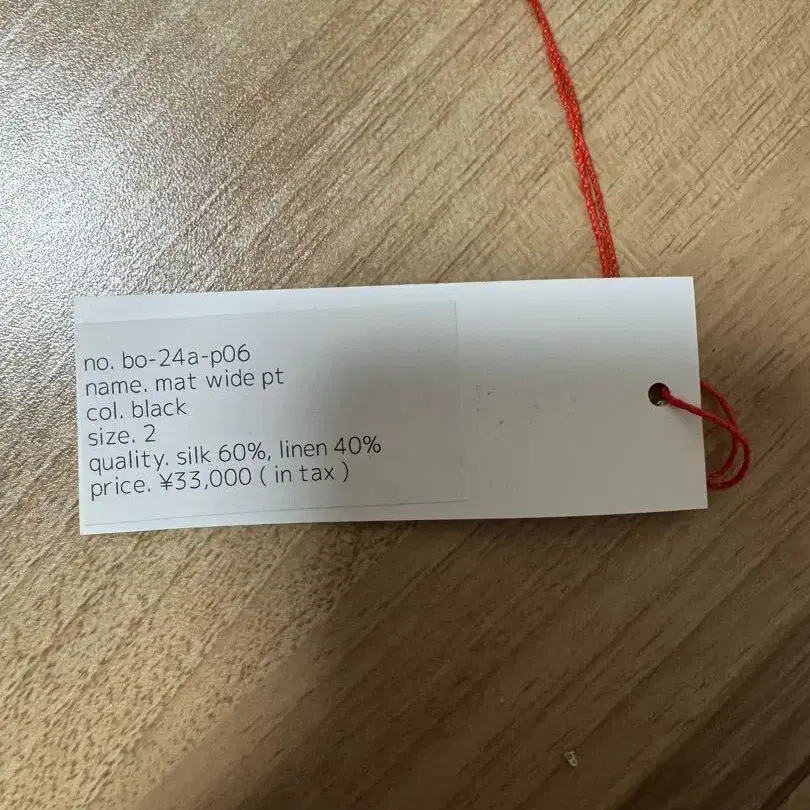 no. bo-24a-p06
name. mat wide pt
col. black
size. 2
quality. silk 60%, linen 40%
price. ¥33,000 ( in tax )